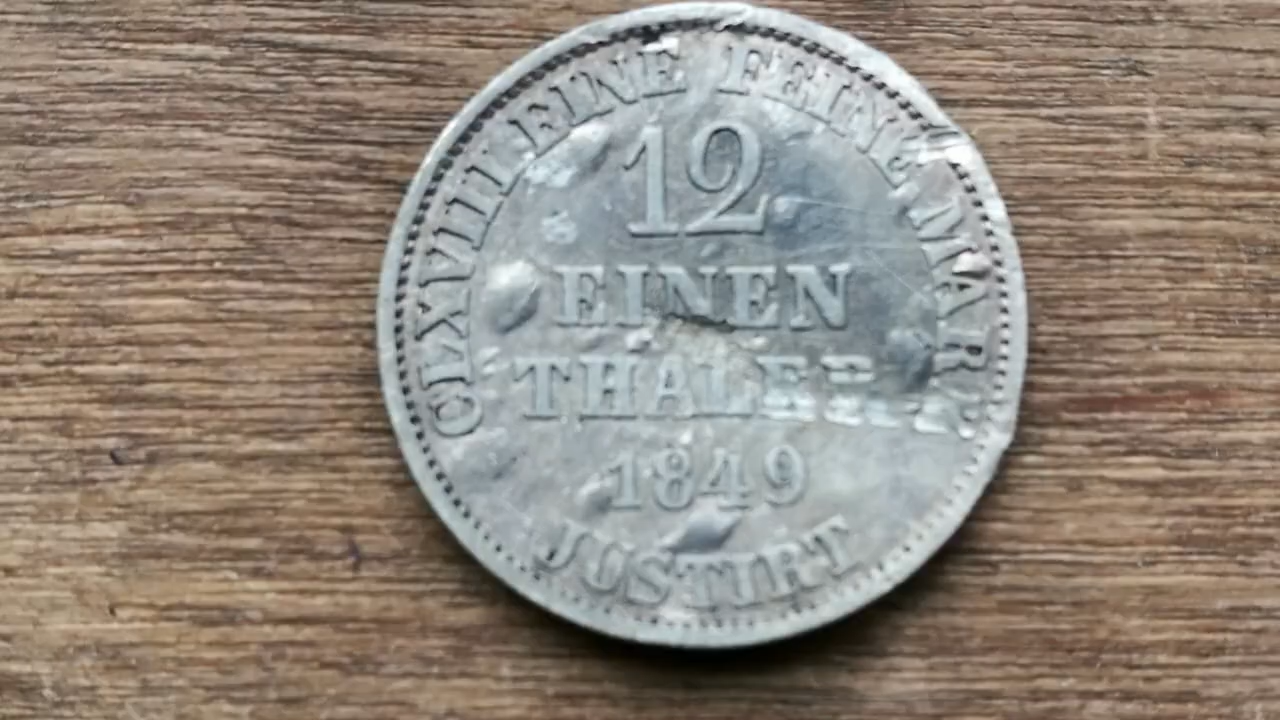 CLXVIII EINE FEINE MARK
12
EINEN
THALER
1849
JUSTIRT